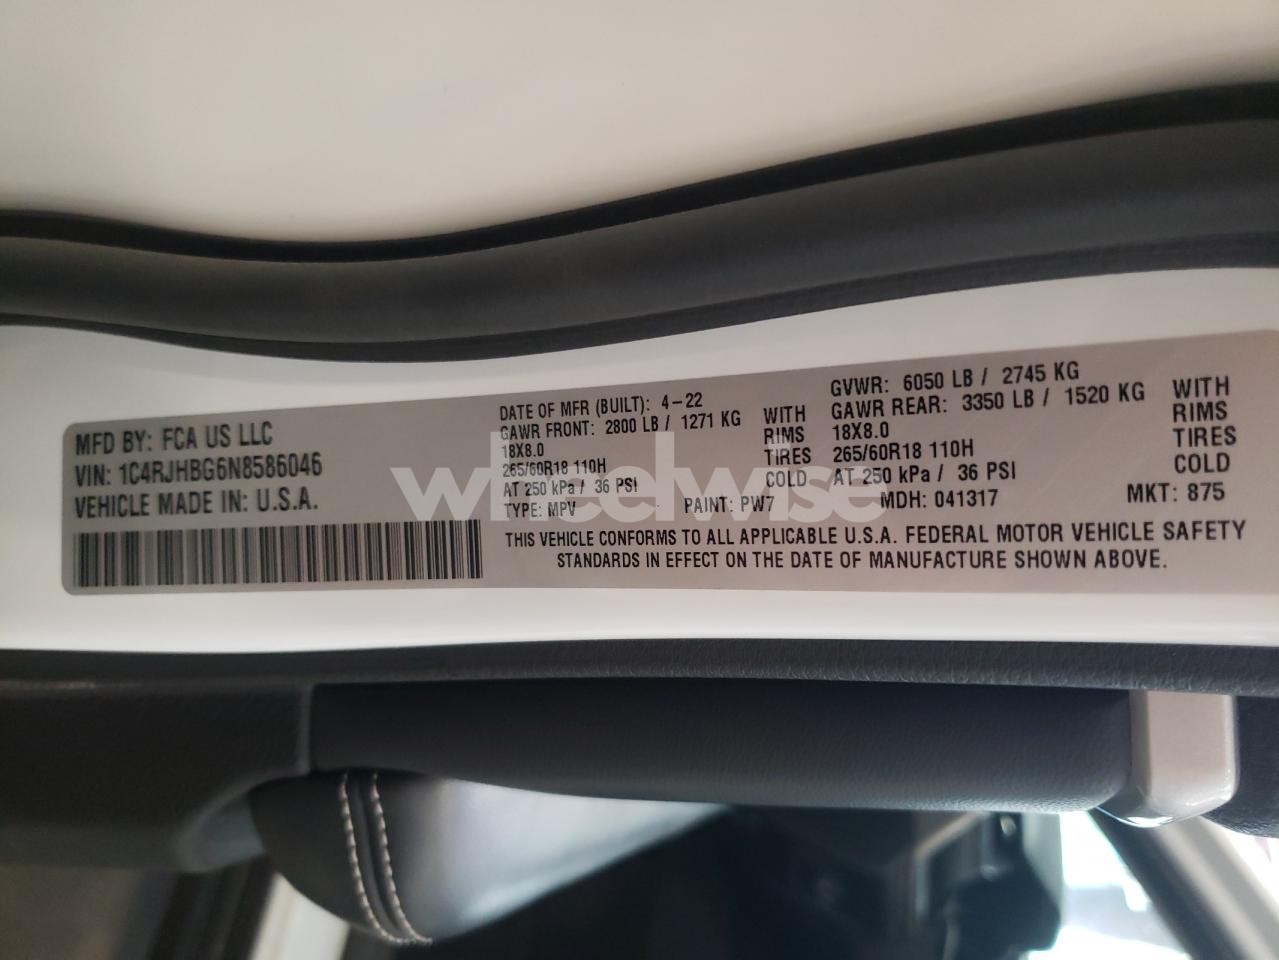 MFD BY: FCA US LLC
VIN: 1C4RJHBG6N8586046
VEHICLE MADE IN: U.S.A.
DATE OF MFR (BUILT): 4-22
GAWR FRONT: 2800 LB / 1271 KG
18X8.0
265/60R18 110H
AT 250 kPa / 36 PSI
WITH
RIMS
TIRES
COLD
GVWR: 6050 LB / 2745 KG
GAWR REAR: 3350 LB / 1520 KG
18X8.0
265/60R18 110H
AT 250 kPa / 36 PSI
WITH
RIMS
TIRES
COLD
TYPE: MPV PAINT: PW7 MDH: 041317 MKT: 875
THIS VEHICLE CONFORMS TO ALL APPLICABLE U.S.A. FEDERAL MOTOR VEHICLE SAFETY
STANDARDS IN EFFECT ON THE DATE OF MANUFACTURE SHOWN ABOVE.
wheelwise